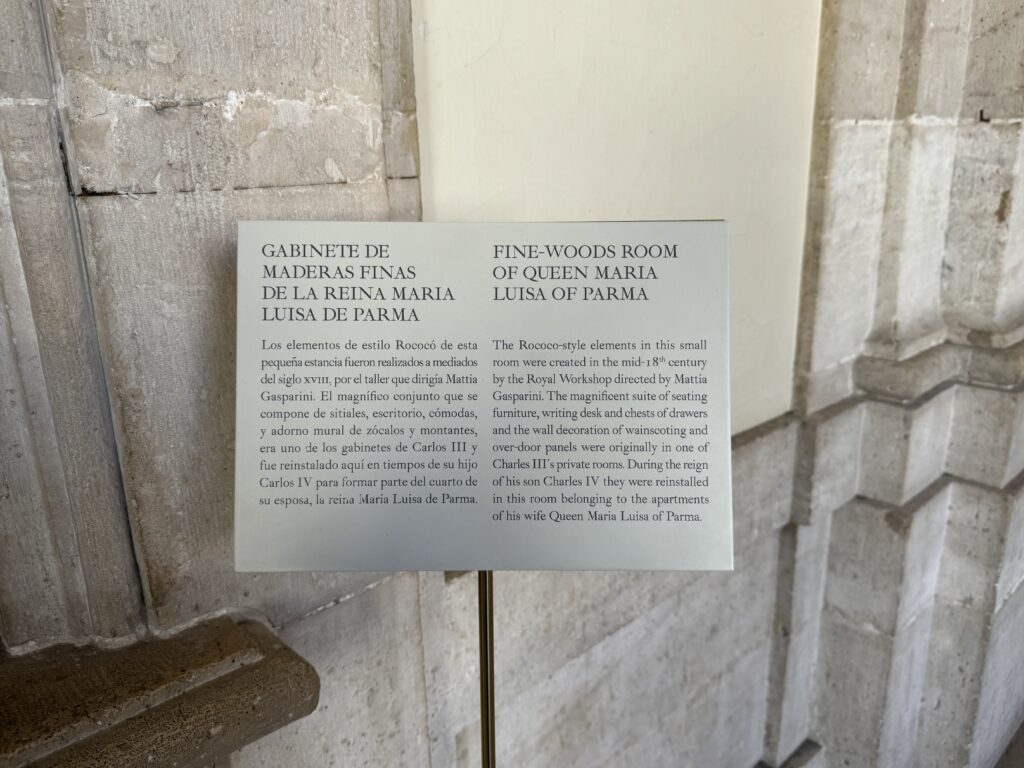 GABINETE DE
MADERAS FINAS
DE LA REINA MARIA
LUISA DE PARMA
Los elementos de estilo Rococó de esta
pequeña estancia fueron realizados a mediados
del siglo XVIII, por el taller que dirigía Mattia
Gasparini. El magnífico conjunto que se
compone de sitiales, escritorio, cómodas,
y adorno mural de zócalos y montantes,
era uno de los gabinetes de Carlos III y
fue reinstalado aquí en tiempos de su hijo
Carlos IV para formar parte del cuarto de
su esposa, la reina María Luisa de Parma.
FINE-WOODS ROOM
OF QUEEN MARIA
LUISA OF PARMA
The Rococo-style elements in this small
room were created in the mid-18th century
by the Royal Workshop directed by Mattia
Gasparini. The magnificent suite of seating
furniture, writing desk and chests of drawers
and the wall decoration of wainscoting and
over-door panels were originally in one of
Charles III's private rooms. During the reign
of his son Charles IV they were reinstalled
in this room belonging to the apartments
of his wife Queen Maria Luisa of Parma.